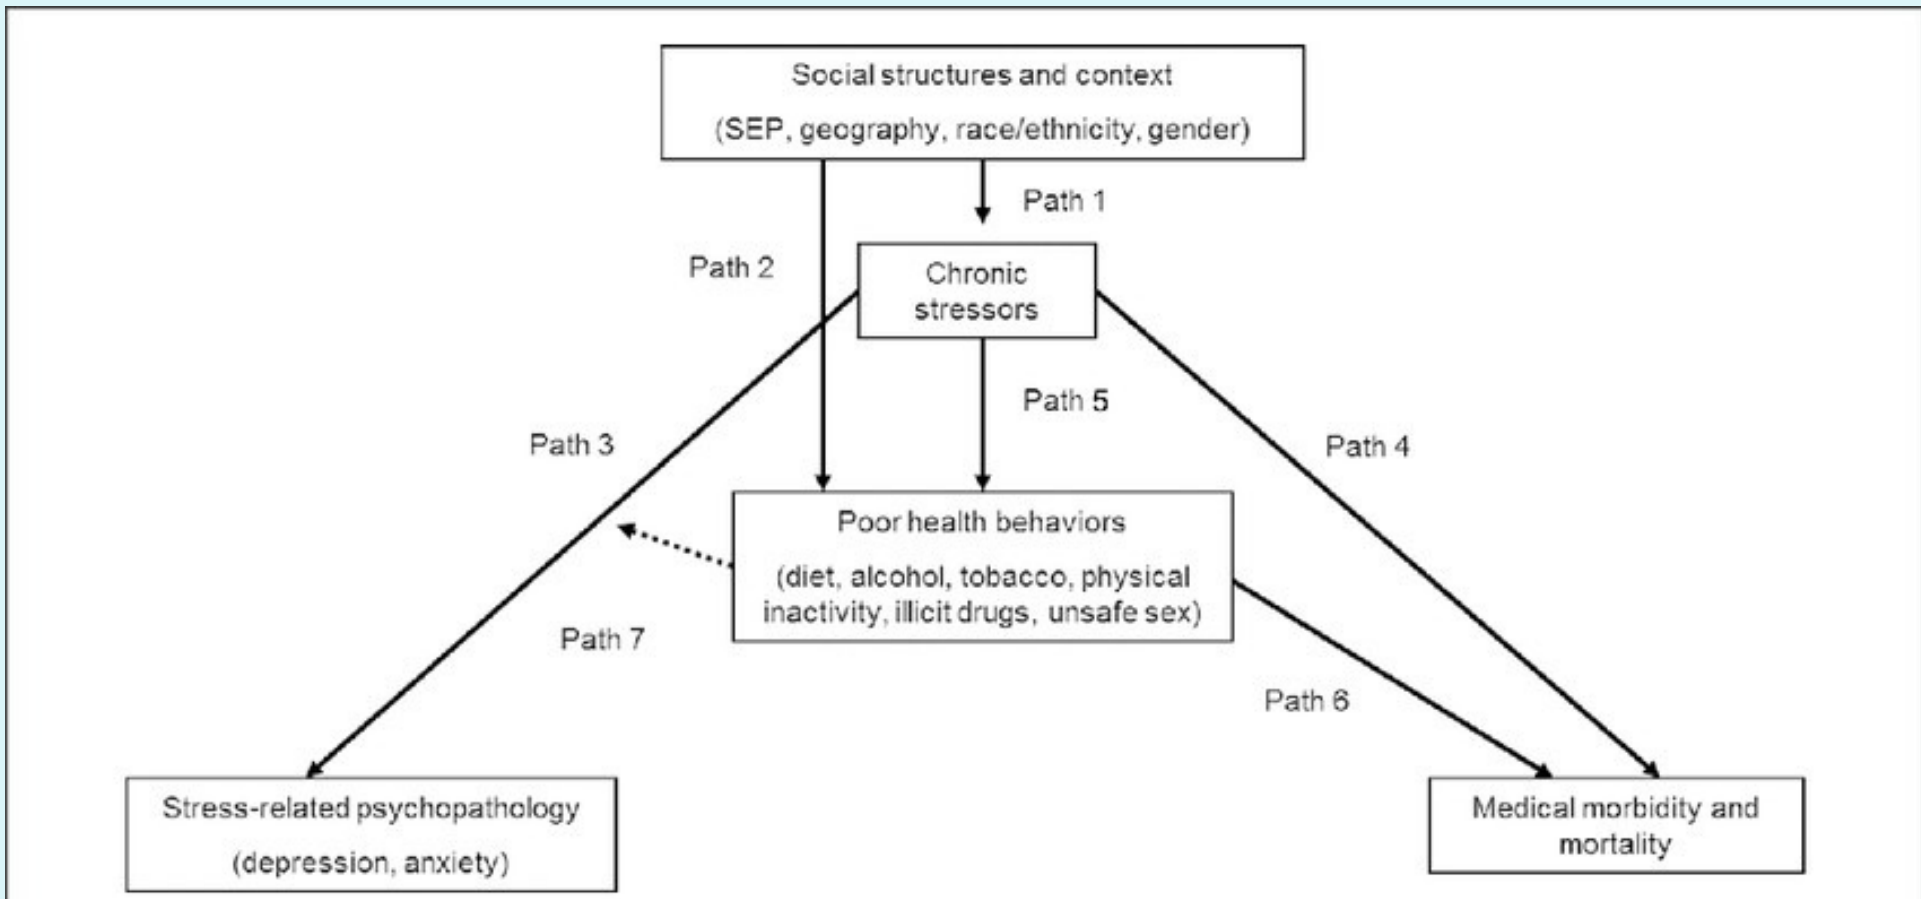 Social structures and context
(SEP, geography, race/ethnicity, gender)
Path 1
Path 2
Chronic
stressors
Path 5
Path 3
Path 4
Poor health behaviors
(diet, alcohol, tobacco, physical
inactivity, illicit drugs, unsafe sex)
Path 7
Path 6
Stress-related psychopathology
(depression, anxiety)
Medical morbidity and
mortality